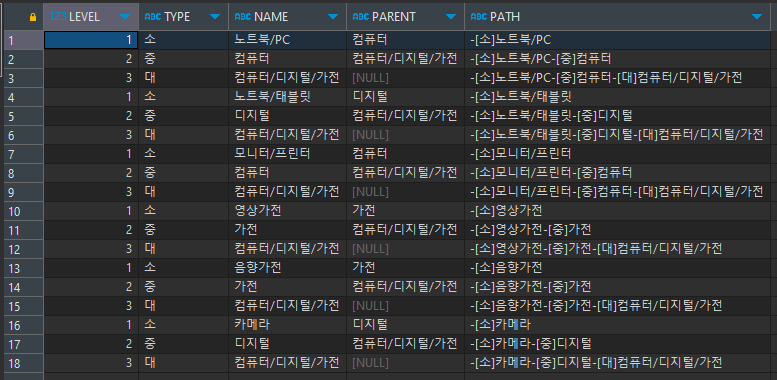 123 LEVEL ABC TYPE ABC NAME ABC PARENT ABC PATH
1 1 소 노트북/PC 컴퓨터 -[소]노트북/PC
2 2 중 컴퓨터 컴퓨터/디지털/가전 -[소]노트북/PC-[중]컴퓨터
3 3 대 컴퓨터/디지털/가전 [NULL] -[소]노트북/PC-[중]컴퓨터-[대]컴퓨터/디지털/가전
4 1 소 노트북/태블릿 디지털 -[소]노트북/태블릿
5 2 중 디지털 컴퓨터/디지털/가전 -[소]노트북/태블릿-[중]디지털
6 3 대 컴퓨터/디지털/가전 [NULL] -[소]노트북/태블릿-[중]디지털-[대]컴퓨터/디지털/가전
7 1 소 모니터/프린터 컴퓨터 -[소]모니터/프린터
8 2 중 컴퓨터 컴퓨터/디지털/가전 -[소]모니터/프린터-[중]컴퓨터
9 3 대 컴퓨터/디지털/가전 [NULL] -[소]모니터/프린터-[중]컴퓨터-[대]컴퓨터/디지털/가전
10 1 소 영상가전 가전 -[소]영상가전
11 2 중 가전 컴퓨터/디지털/가전 -[소]영상가전-[중]가전
12 3 대 컴퓨터/디지털/가전 [NULL] -[소]영상가전-[중]가전-[대]컴퓨터/디지털/가전
13 1 소 음향가전 가전 -[소]음향가전
14 2 중 가전 컴퓨터/디지털/가전 -[소]음향가전-[중]가전
15 3 대 컴퓨터/디지털/가전 [NULL] -[소]음향가전-[중]가전-[대]컴퓨터/디지털/가전
16 1 소 카메라 디지털 -[소]카메라
17 2 중 디지털 컴퓨터/디지털/가전 -[소]카메라-[중]디지털
18 3 대 컴퓨터/디지털/가전 [NULL] -[소]카메라-[중]디지털-[대]컴퓨터/디지털/가전